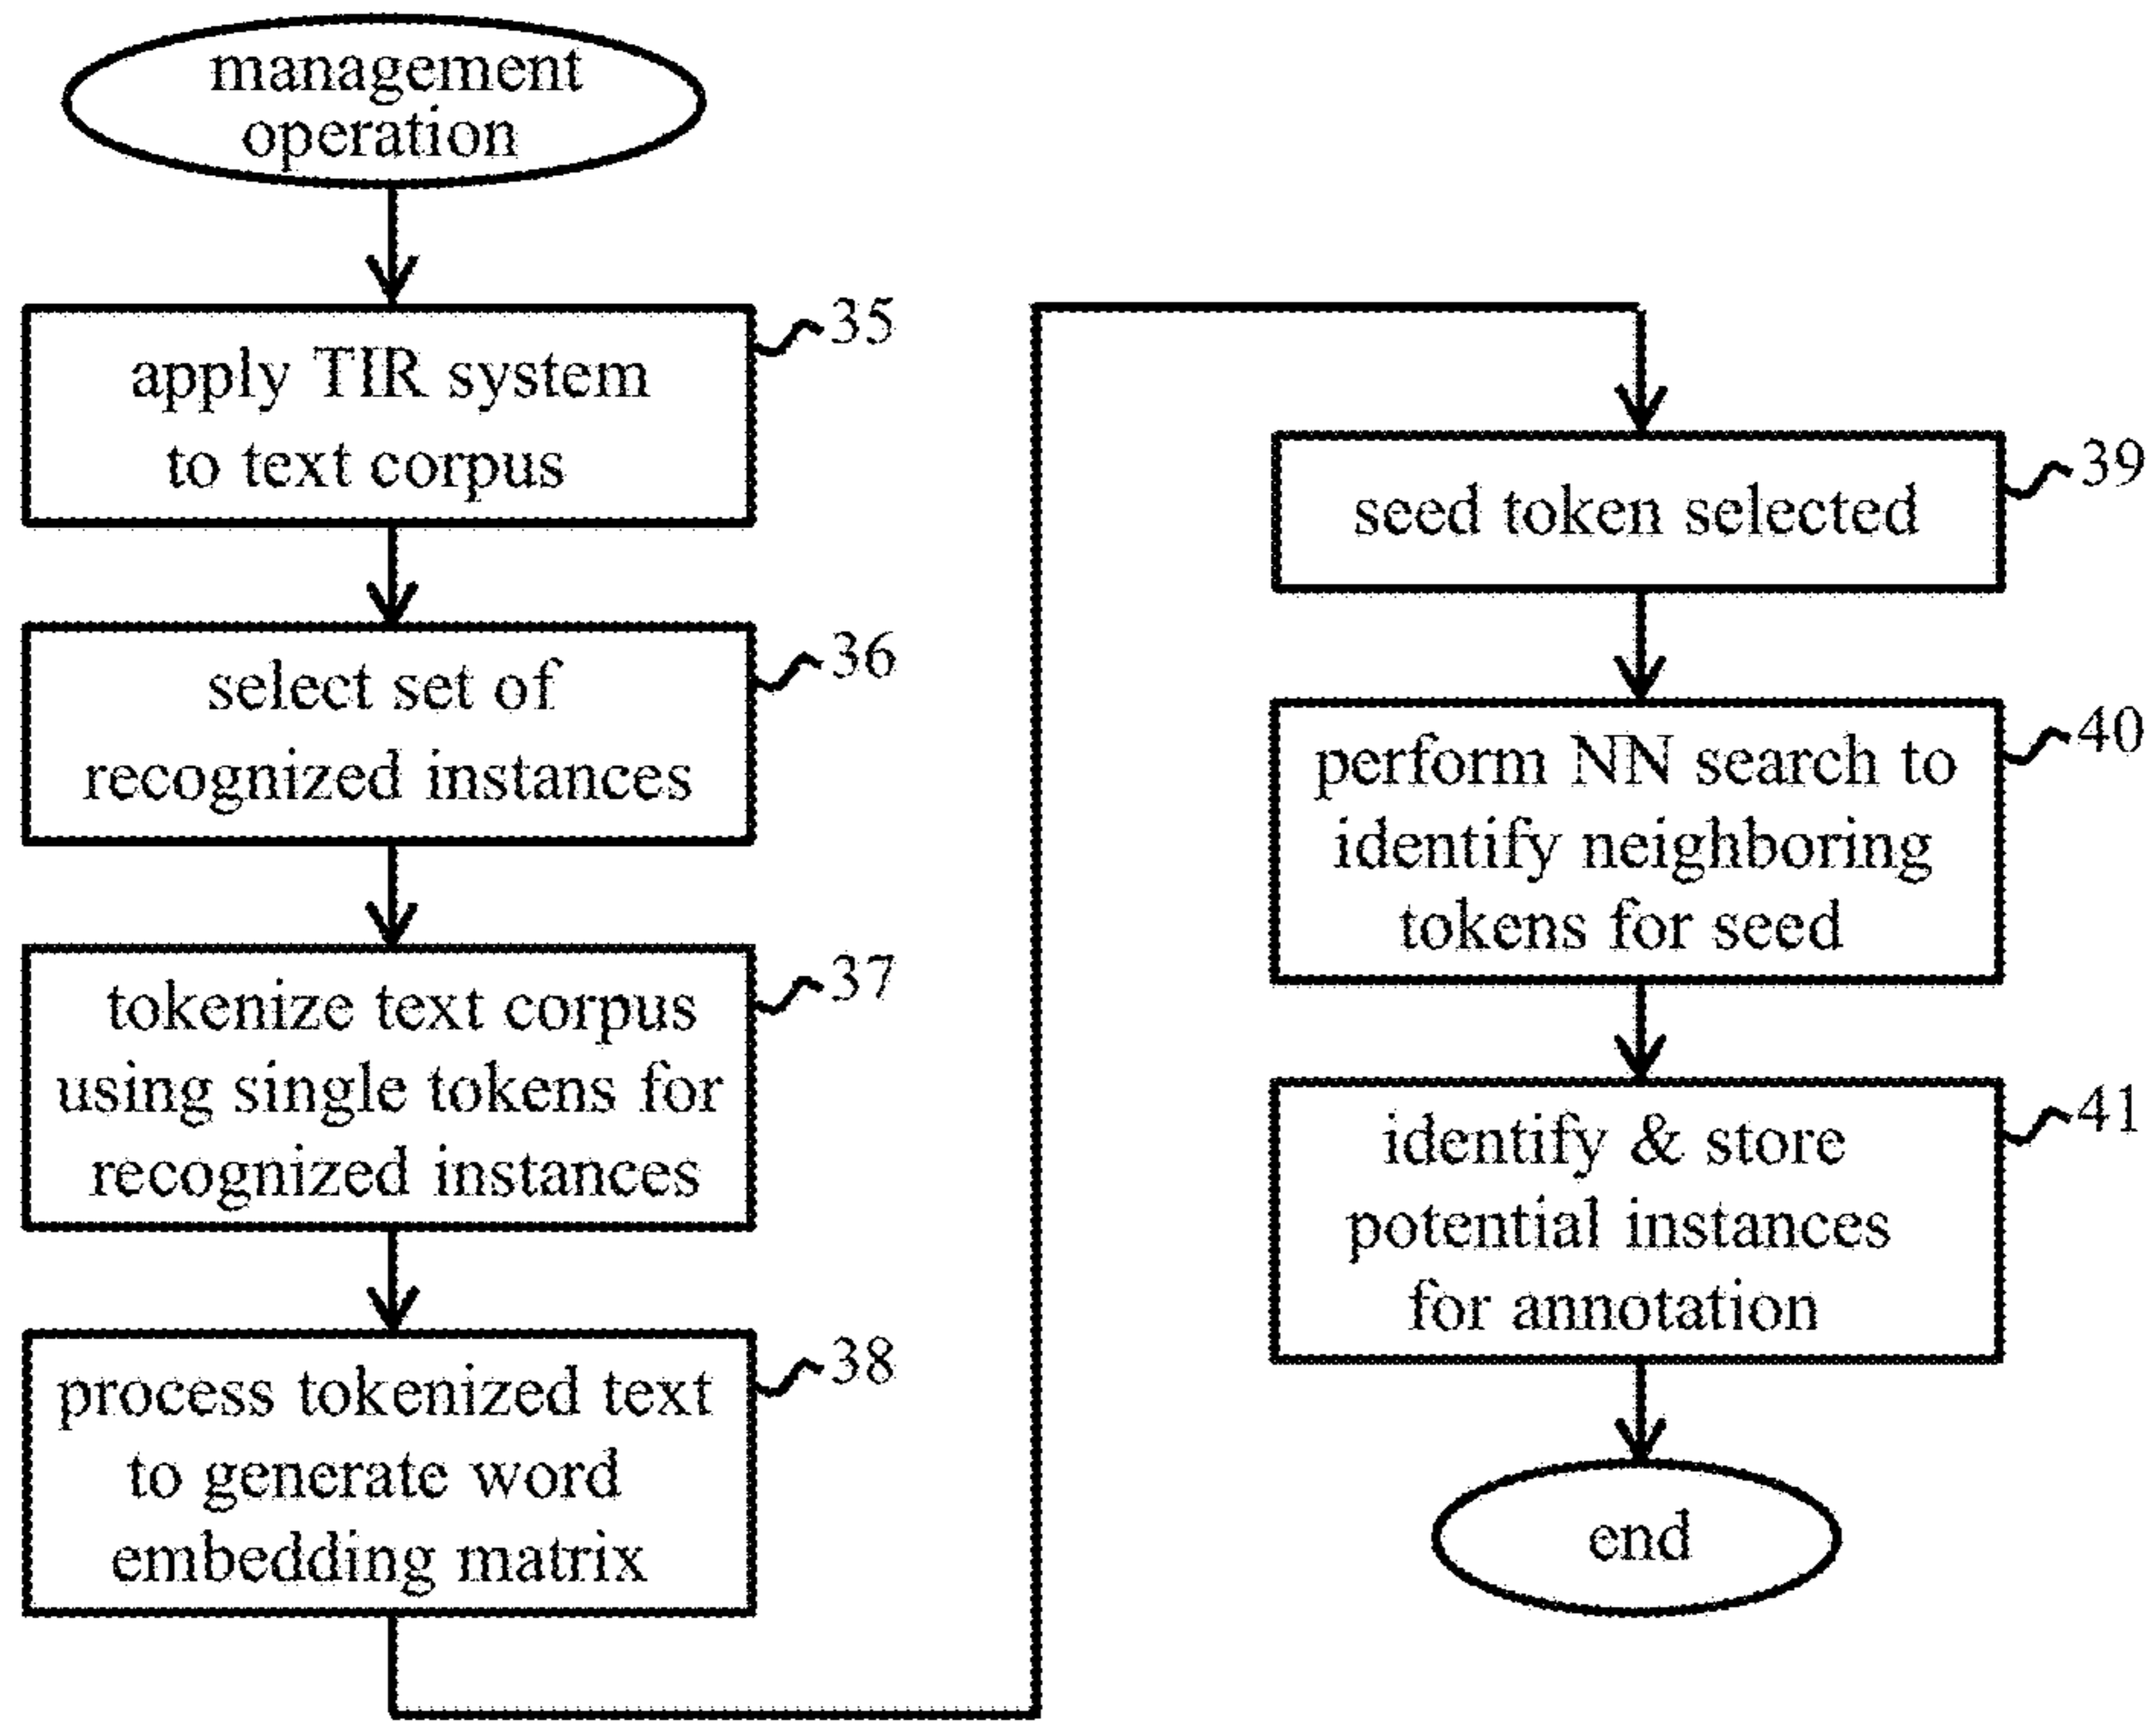 management
operation
35
apply TIR system
to text corpus
36
select set of
recognized instances
37
tokenize text corpus
using single tokens for
recognized instances
38
process tokenized text
to generate word
embedding matrix
39
seed token selected
40
perform NN search to
identify neighboring
tokens for seed
41
identify & store
potential instances
for annotation
end